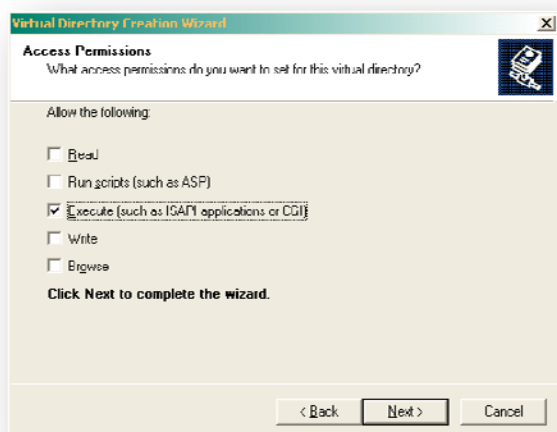 Virtual Directory Creation Wizard
Access Permissions
What access permissions do you want to set for this virtual directory?
Allow the following:
Read
Run scripts (such as ASP)
Execute (such as ISAPI applications or CGI)
Write
Browse
Click Next to complete the wizard.
< Back Next > Cancel